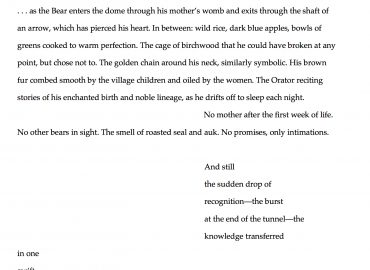 . . . as the Bear enters the dome through his mother's womb and exits through the shaft of
an arrow, which has pierced his heart. In between: wild rice, dark blue apples, bowls of
greens cooked to warm perfection. The cage of birchwood that he could have broken at any
point, but chose not to. The golden chain around his neck, similarly symbolic. His brown
fur combed smooth by the village children and oiled by the women. The Orator reciting
stories of his enchanted birth and noble lineage, as he drifts off to sleep each night.
No mother after the first week of life.
No other bears in sight. The smell of roasted seal and auk. No promises, only intimations.
And still
the sudden drop of
recognition—the burst
at the end of the tunnel—the
knowledge transferred
in one